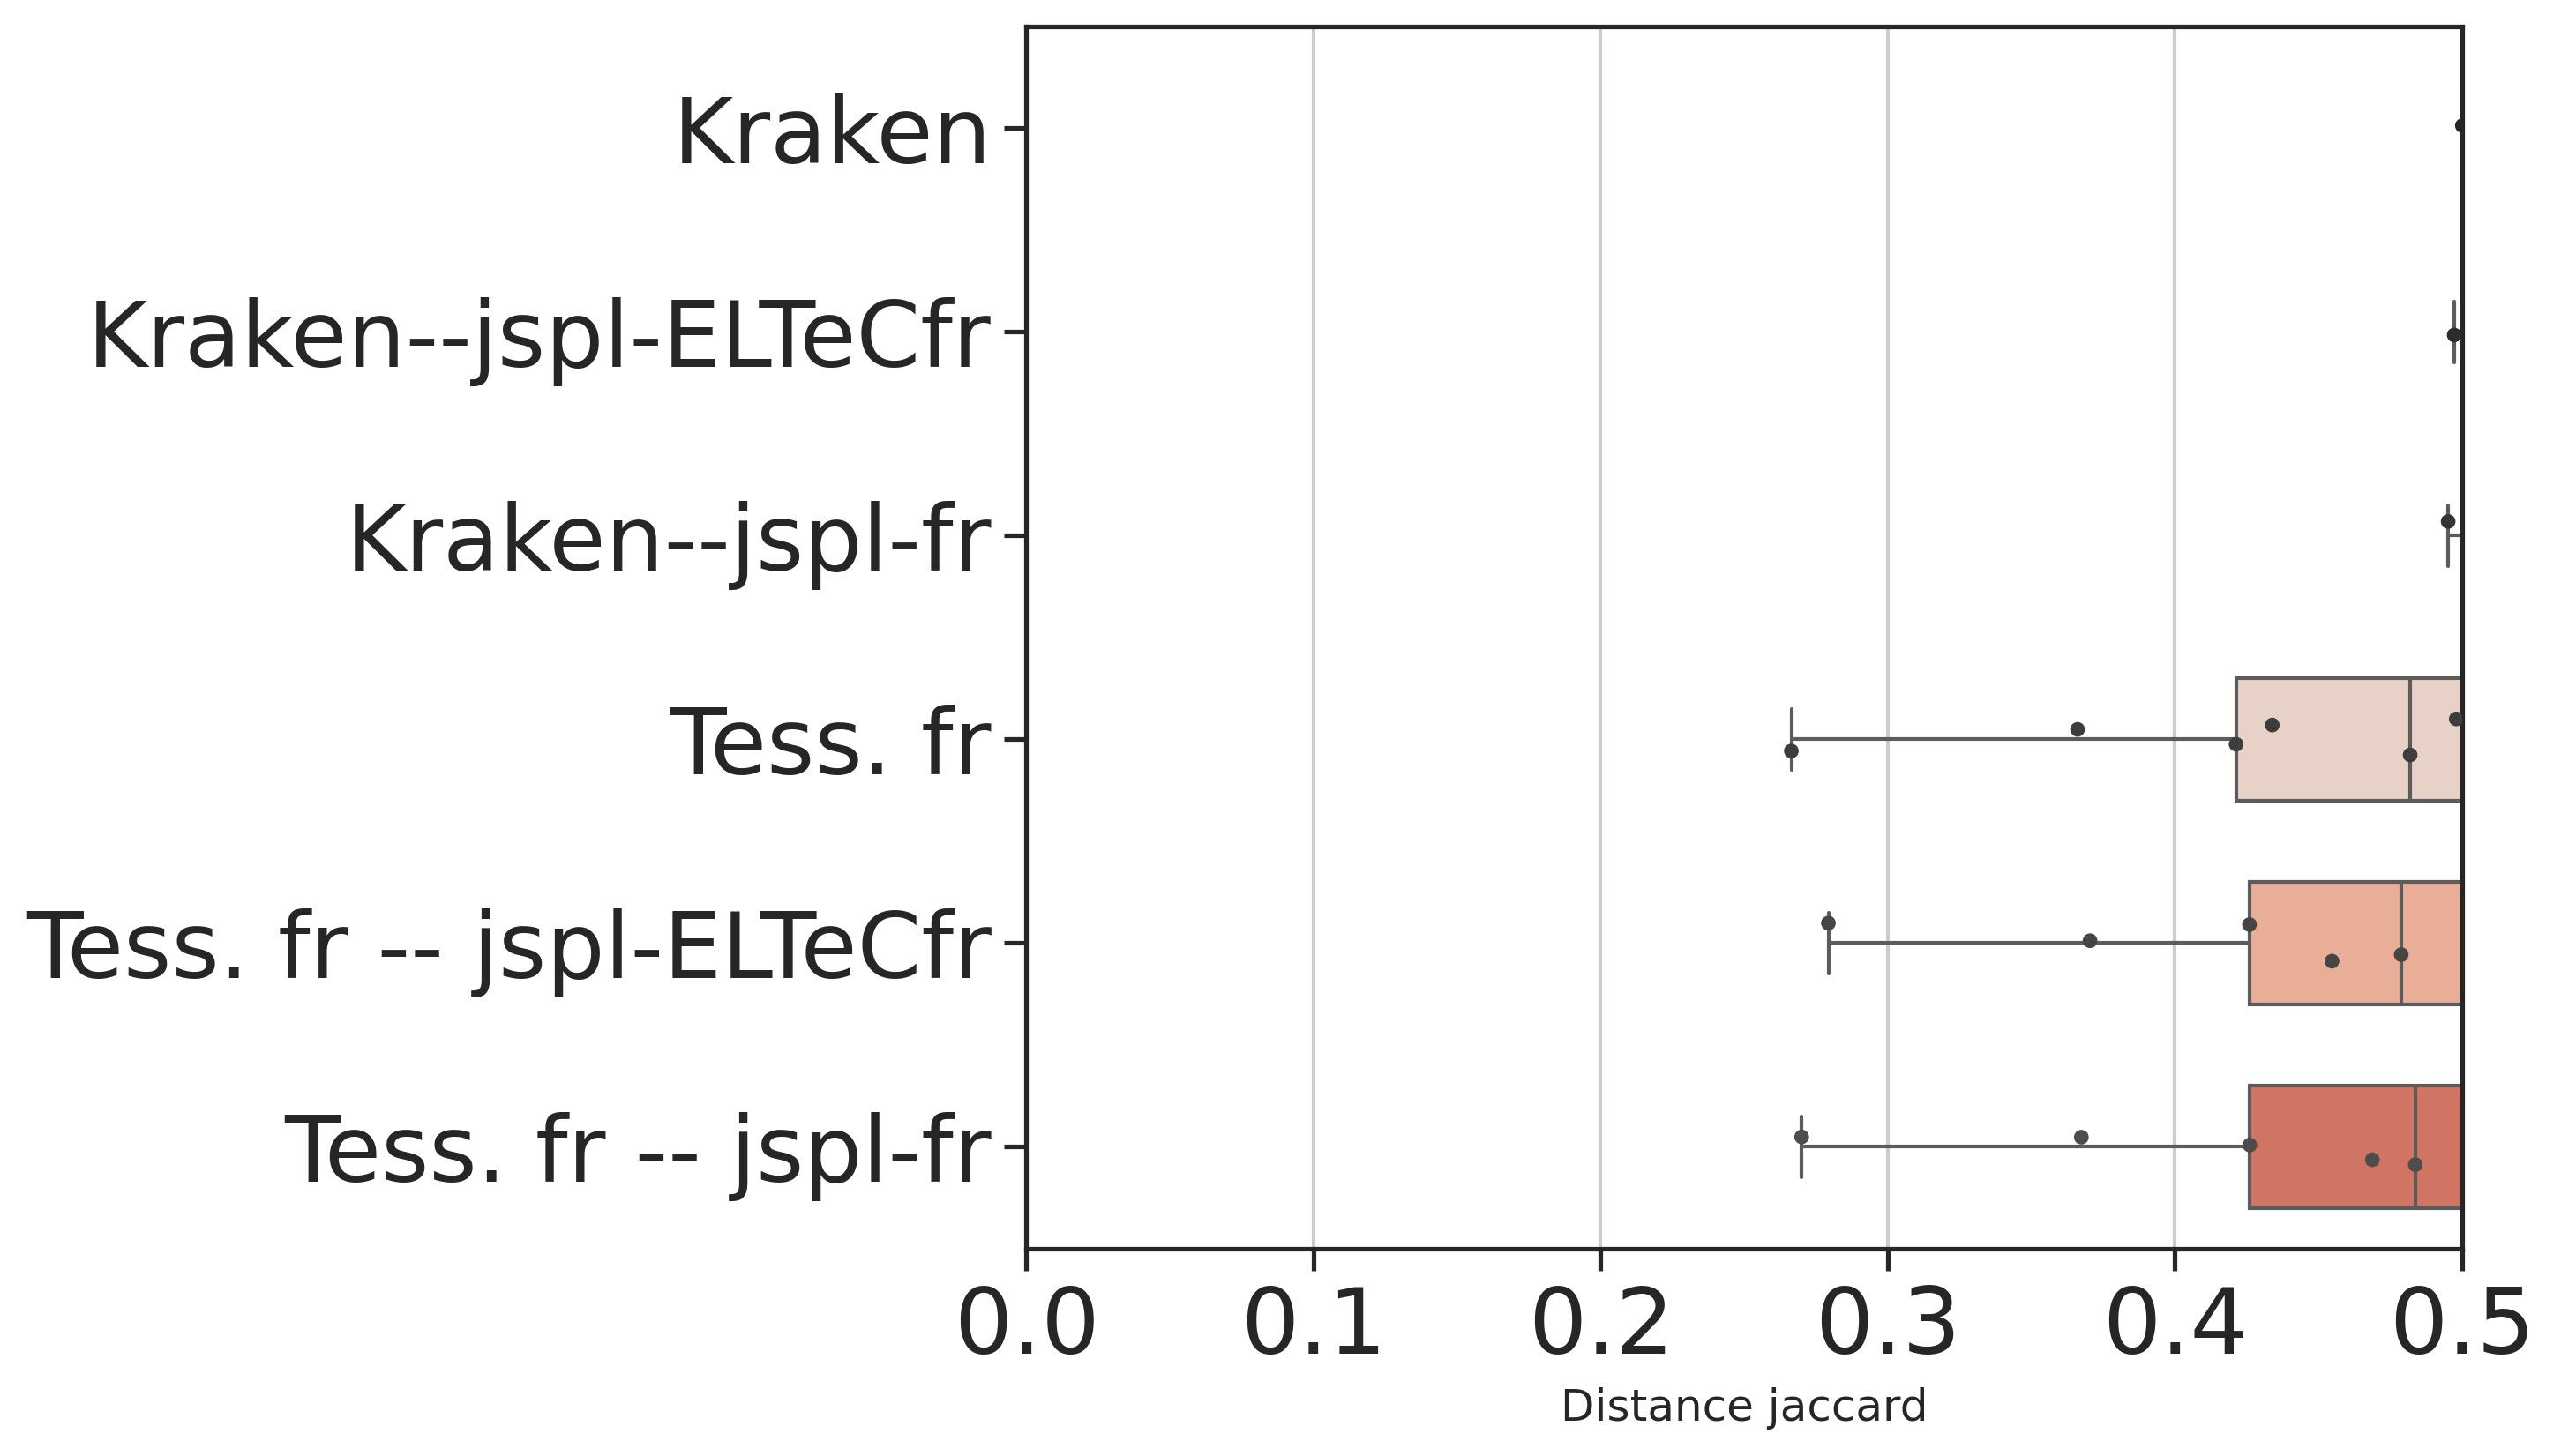 Kraken
Kraken--jspl-ELTeCfr
Kraken--jspl-fr
Tess. fr
Tess. fr -- jspl-ELTeCfr
Tess. fr -- jspl-fr
0.0 0.1 0.2 0.3 0.4 0.5
Distance jaccard